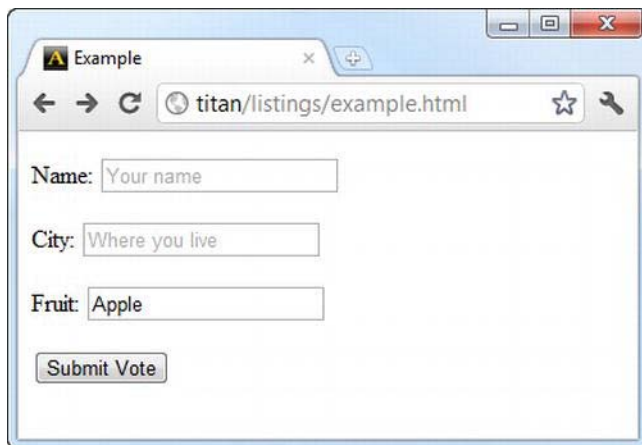 Example
titan/listings/example.html
Name: Your name
City: Where you live
Fruit: Apple
Submit Vote